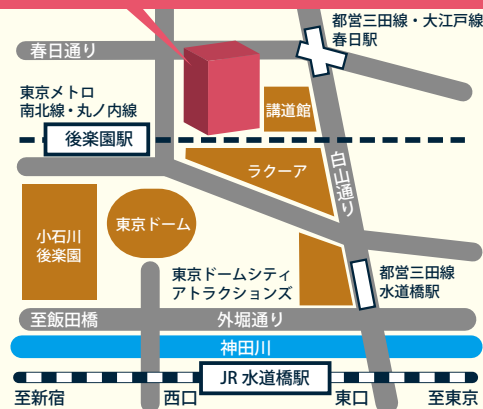 都営三田線・大江戸線
春日駅
春日通り
東京メトロ
南北線・丸ノ内線
講道館
後楽園駅
ラクーア
白山通り
東京ドーム
小石川
後楽園
東京ドームシティ
アトラクションズ
都営三田線
水道橋駅
至飯田橋
外堀通り
神田川
JR 水道橋駅
至新宿
西口
東口
至東京